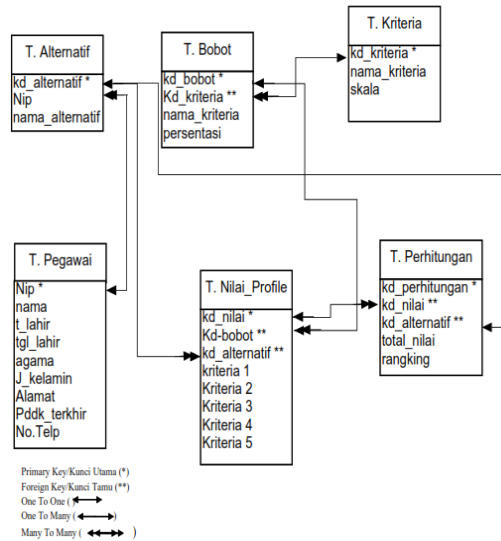 T. Alternatif
kd_alternatif *
Nip
nama_alternatif
T. Bobot
kd_bobot *
Kd_kriteria **
nama_kriteria
persentasi
T. Kriteria
kd_kriteria *
nama_kriteria
skala
T. Pegawai
Nip *
nama
t_lahir
tgl_lahir
agama
J_kelamin
Alamat
Pddk_terkhir
No.Telp
T. Nilai_Profile
kd_nilai *
Kd-bobot **
kd_alternatif **
kriteria 1
Kriteria 2
Kriteria 3
Kriteria 4
Kriteria 5
T. Perhitungan
kd_perhitungan *
kd_nilai **
kd_alternatif **
total_nilai
rangking
Primary Key/Kunci Utama (*)
Foreign Key/Kunci Tamu (**)
One To One ( )
One To Many ( )
Many To Many ( )